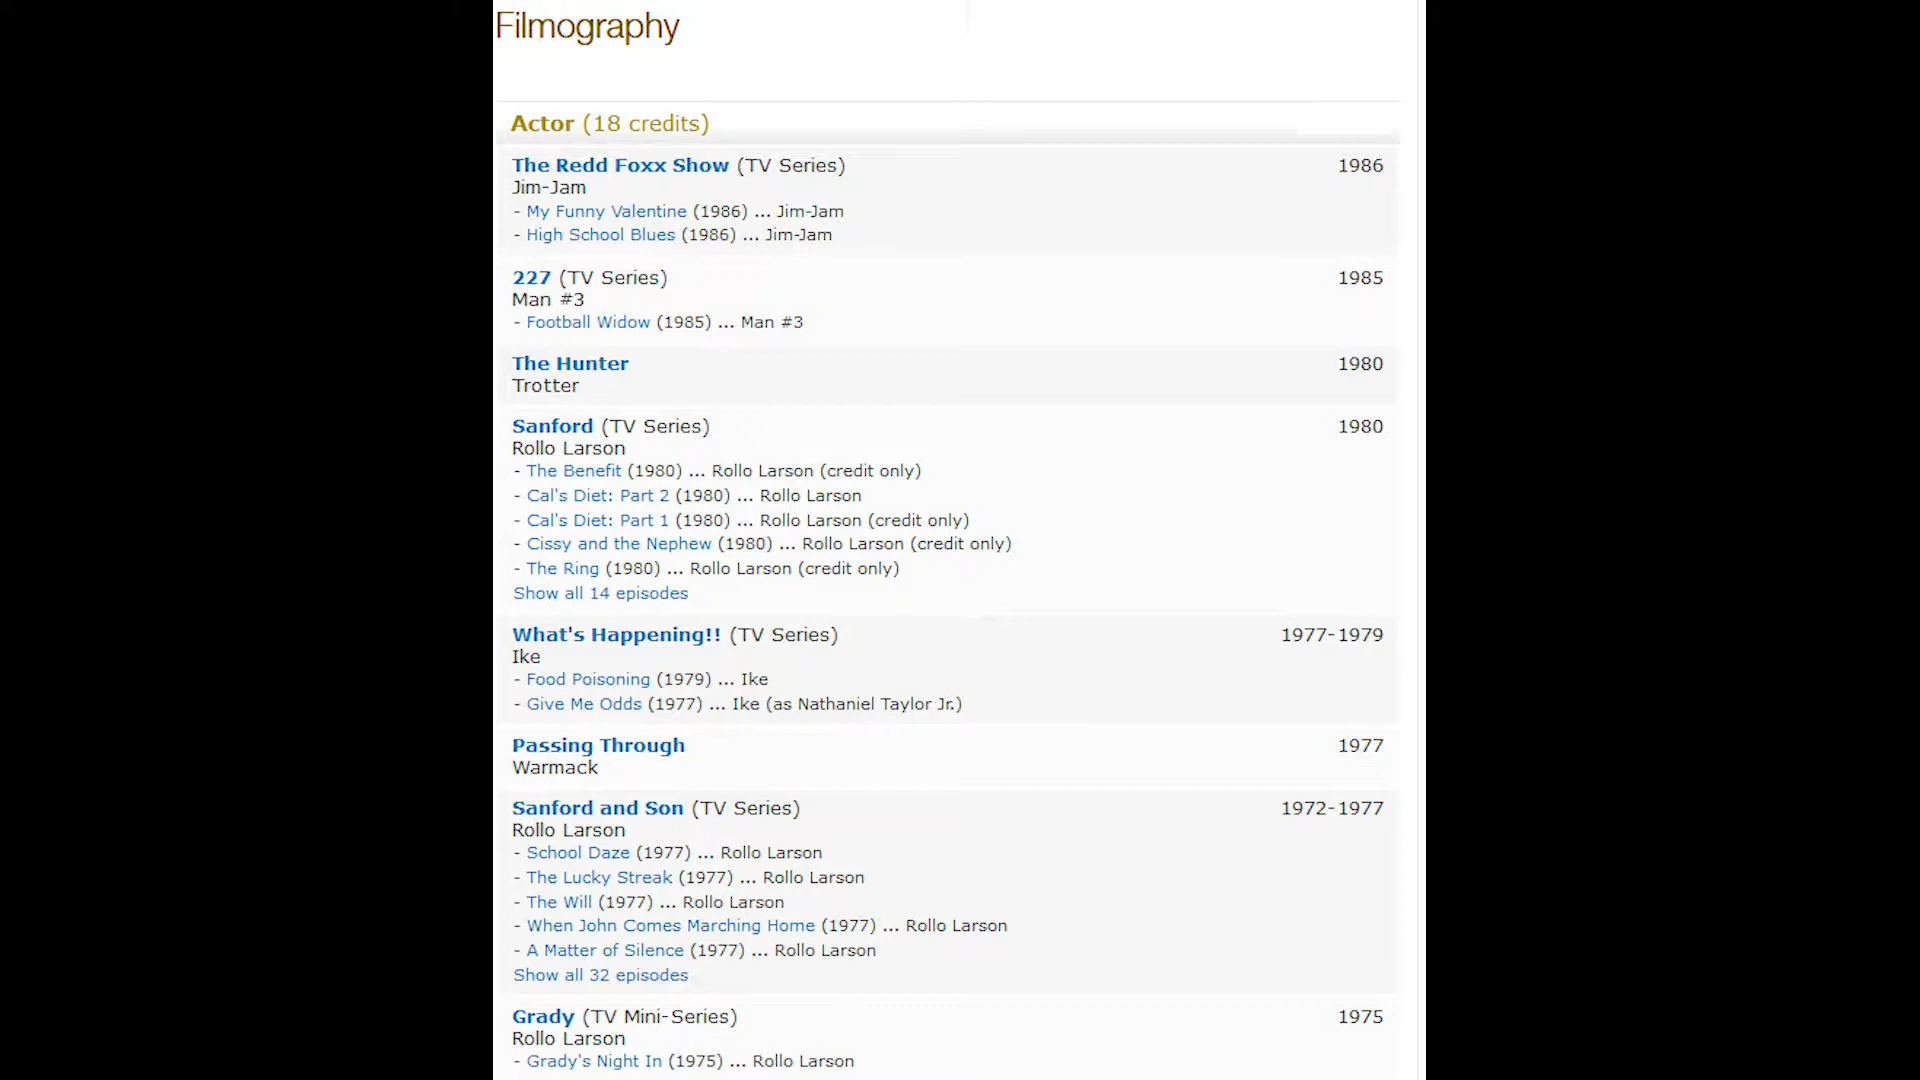 Filmography
Actor (18 credits)
The Redd Foxx Show (TV Series) 1986
Jim-Jam
- My Funny Valentine (1986) ... Jim-Jam
- High School Blues (1986) ... Jim-Jam
227 (TV Series) 1985
Man #3
- Football Widow (1985) ... Man #3
The Hunter 1980
Trotter
Sanford (TV Series) 1980
Rollo Larson
- The Benefit (1980) ... Rollo Larson (credit only)
- Cal's Diet: Part 2 (1980) ... Rollo Larson
- Cal's Diet: Part 1 (1980) ... Rollo Larson (credit only)
- Cissy and the Nephew (1980) ... Rollo Larson (credit only)
- The Ring (1980) ... Rollo Larson (credit only)
Show all 14 episodes
What's Happening!! (TV Series) 1977-1979
Ike
- Food Poisoning (1979) ... Ike
- Give Me Odds (1977) ... Ike (as Nathaniel Taylor Jr.)
Passing Through 1977
Warmack
Sanford and Son (TV Series) 1972-1977
Rollo Larson
- School Daze (1977) ... Rollo Larson
- The Lucky Streak (1977) ... Rollo Larson
- The Will (1977) ... Rollo Larson
- When John Comes Marching Home (1977) ... Rollo Larson
- A Matter of Silence (1977) ... Rollo Larson
Show all 32 episodes
Grady (TV Mini-Series) 1975
Rollo Larson
- Grady's Night In (1975) ... Rollo Larson